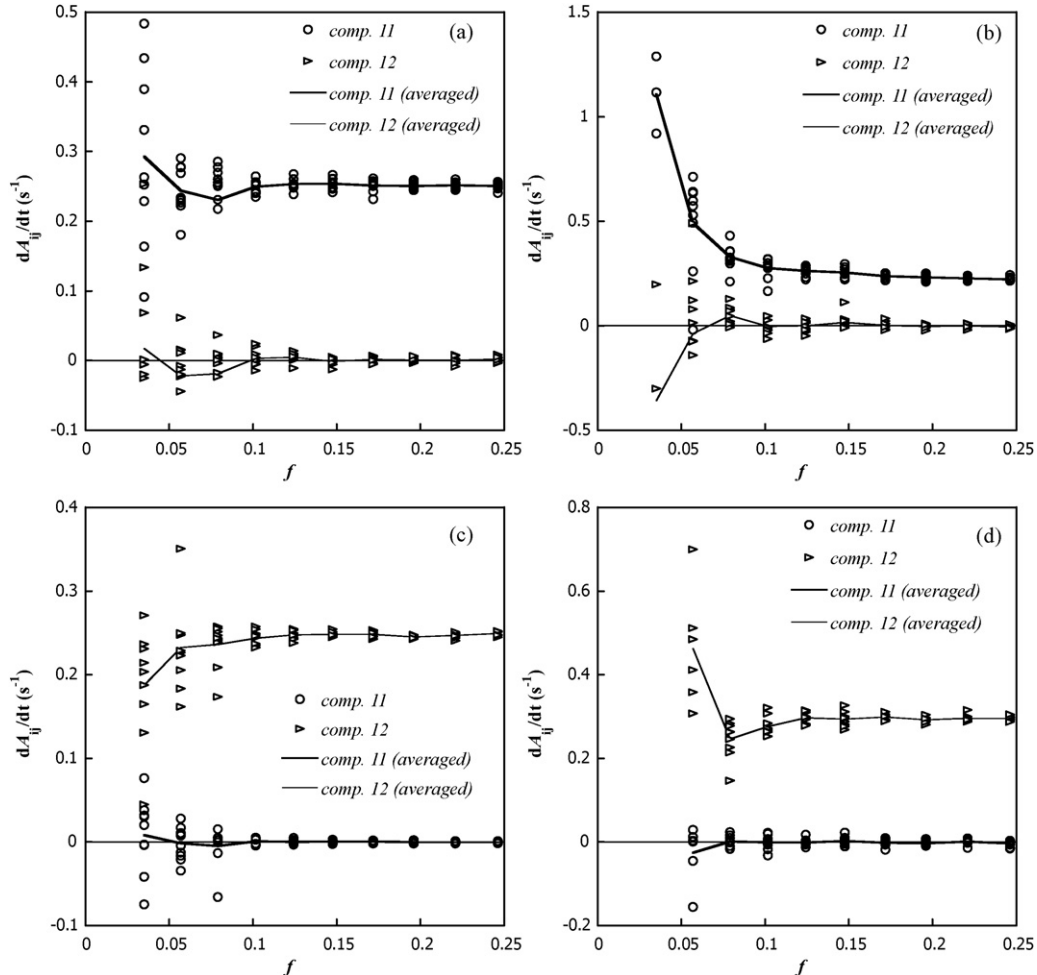 0.5
(a)
comp. 11
comp. 12
comp. 11 (averaged)
comp. 12 (averaged)
0.4
0.3
0.2
0.1
0
-0.1
dA_ij/dt (s⁻¹)
0 0.05 0.1 0.15 0.2 0.25
f
1.5
(b)
comp. 11
comp. 12
comp. 11 (averaged)
comp. 12 (averaged)
1
0.5
0
-0.5
dA_ij/dt (s⁻¹)
0 0.05 0.1 0.15 0.2 0.25
f
0.4
(c)
0.3
0.2
comp. 11
comp. 12
comp. 11 (averaged)
comp. 12 (averaged)
0.1
0
-0.1
dA_ij/dt (s⁻¹)
0 0.05 0.1 0.15 0.2 0.25
f
0.8
(d)
comp. 11
comp. 12
comp. 11 (averaged)
comp. 12 (averaged)
0.6
0.4
0.2
0
-0.2
dA_ij/dt (s⁻¹)
0 0.05 0.1 0.15 0.2 0.25
f